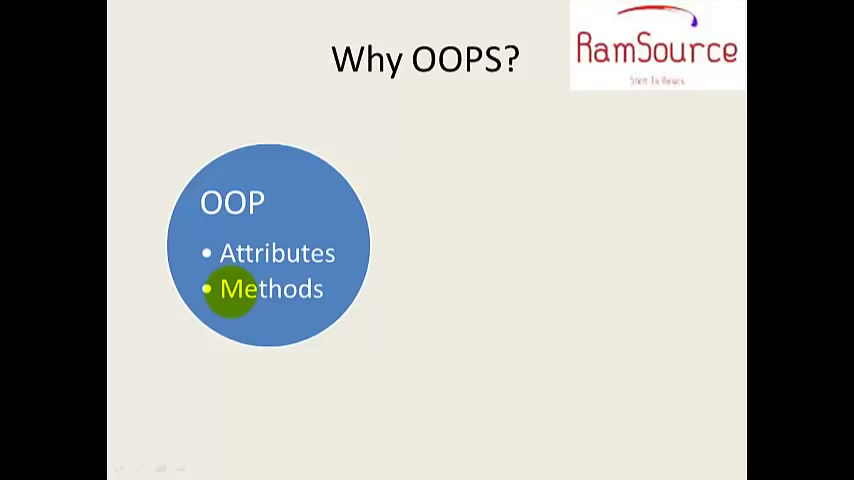 Why OOPS?
RamSource
OOP
• Attributes
• Methods